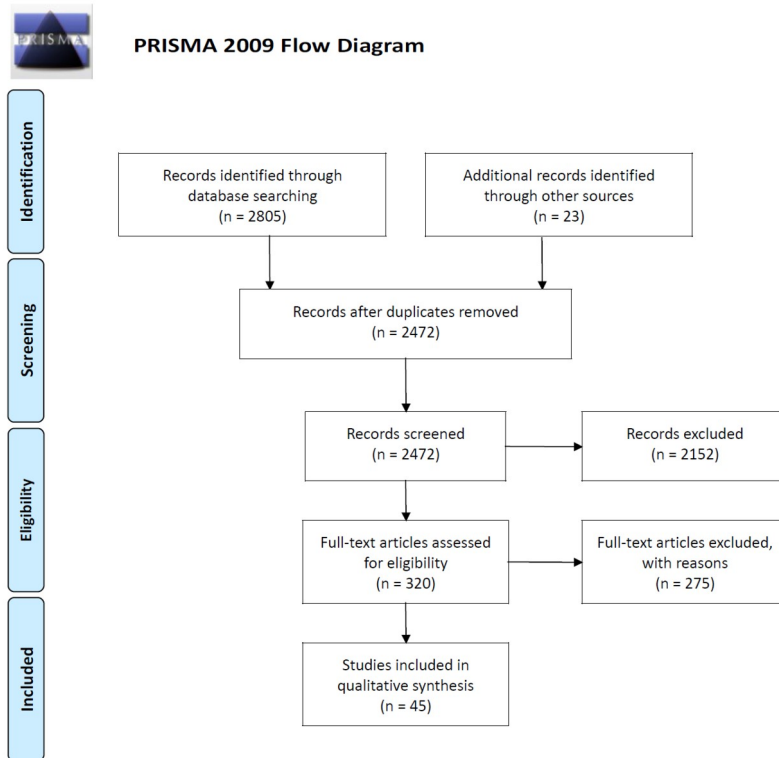 PRISMA
PRISMA 2009 Flow Diagram
Identification
Records identified through
database searching
(n = 2805)
Additional records identified
through other sources
(n = 23)
Screening
Records after duplicates removed
(n = 2472)
Records screened
(n = 2472)
Records excluded
(n = 2152)
Eligibility
Full-text articles assessed
for eligibility
(n = 320)
Full-text articles excluded,
with reasons
(n = 275)
Included
Studies included in
qualitative synthesis
(n = 45)